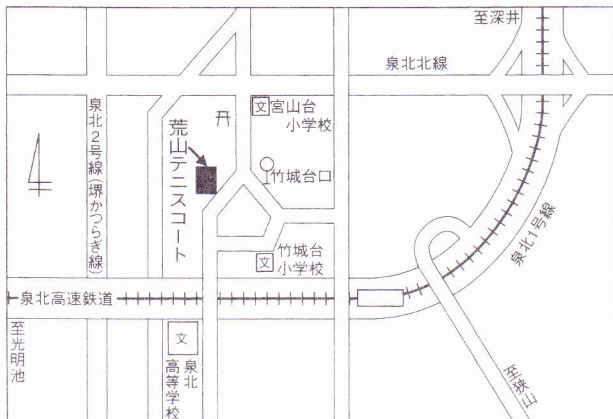 至深井
泉北北線
文宮山台
小学校
荒山テニスコート
竹城台口
泉北2号線(堺かつらぎ線)
泉北1号線
文
竹城台
小学校
泉北高速鉄道
至光明池
文
泉北
高等学校
至狭山